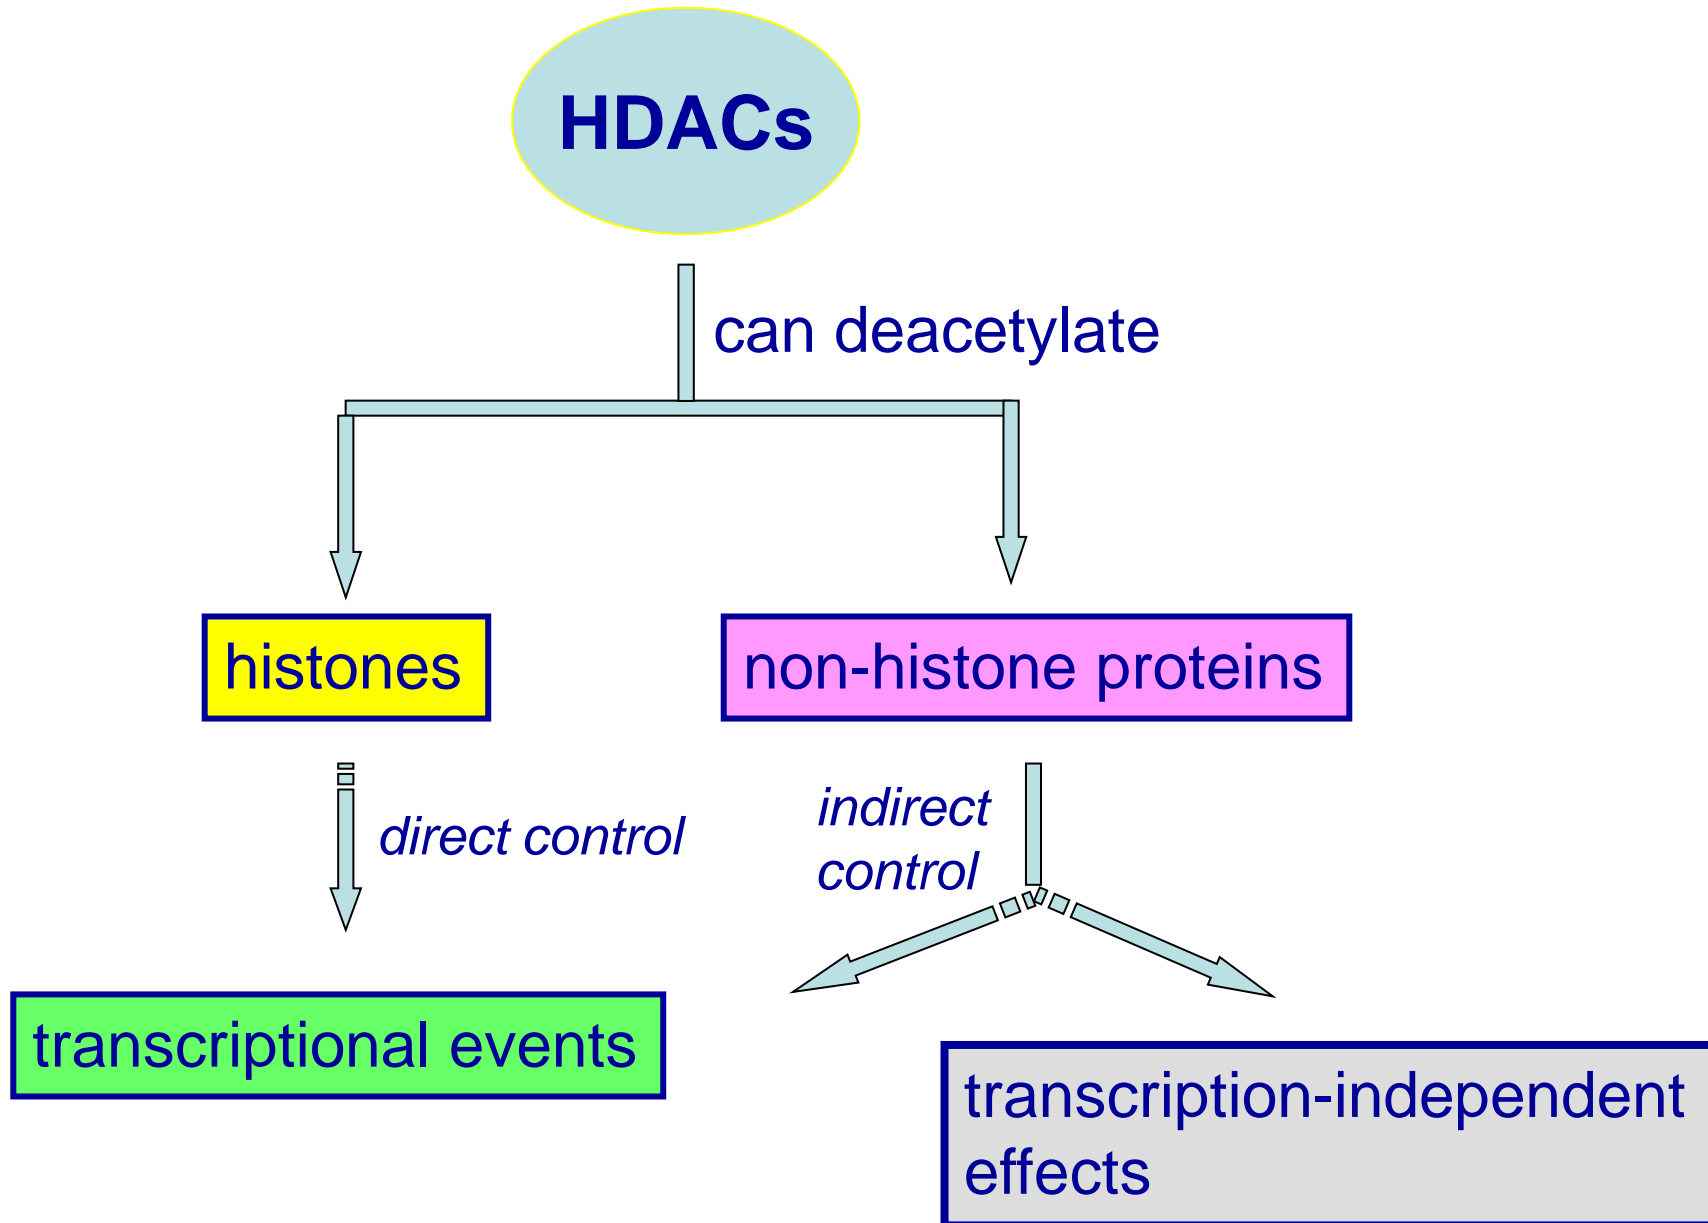 HDACs
can deacetylate
histones
non-histone proteins
direct control
indirect
control
transcriptional events
transcription-independent
effects